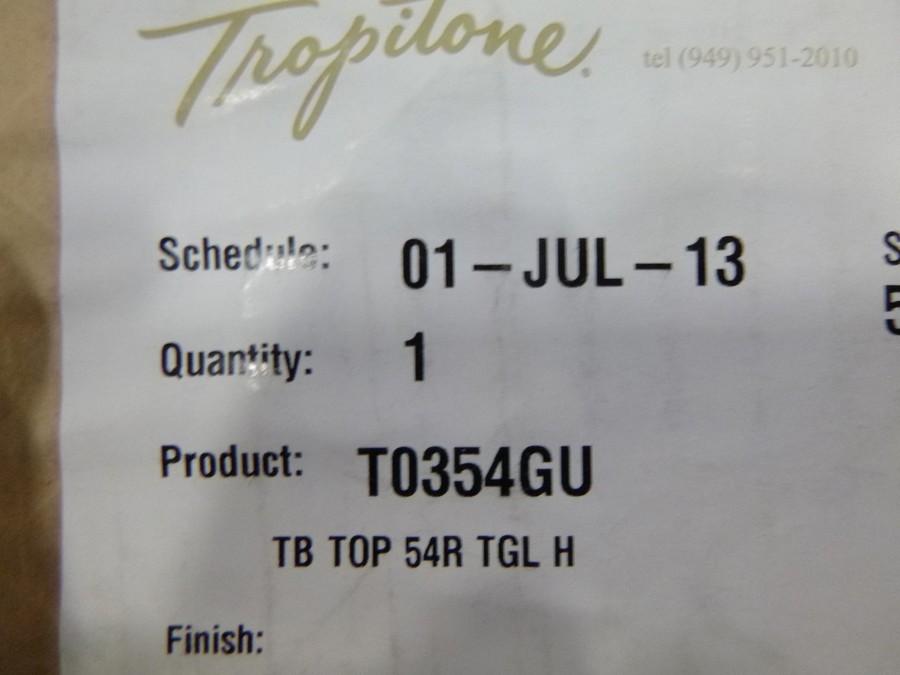 Tropitone.
tel (949) 951-2010
Schedule: 01-JUL-13
Quantity: 1
Product: T0354GU
TB TOP 54R TGL H
Finish: